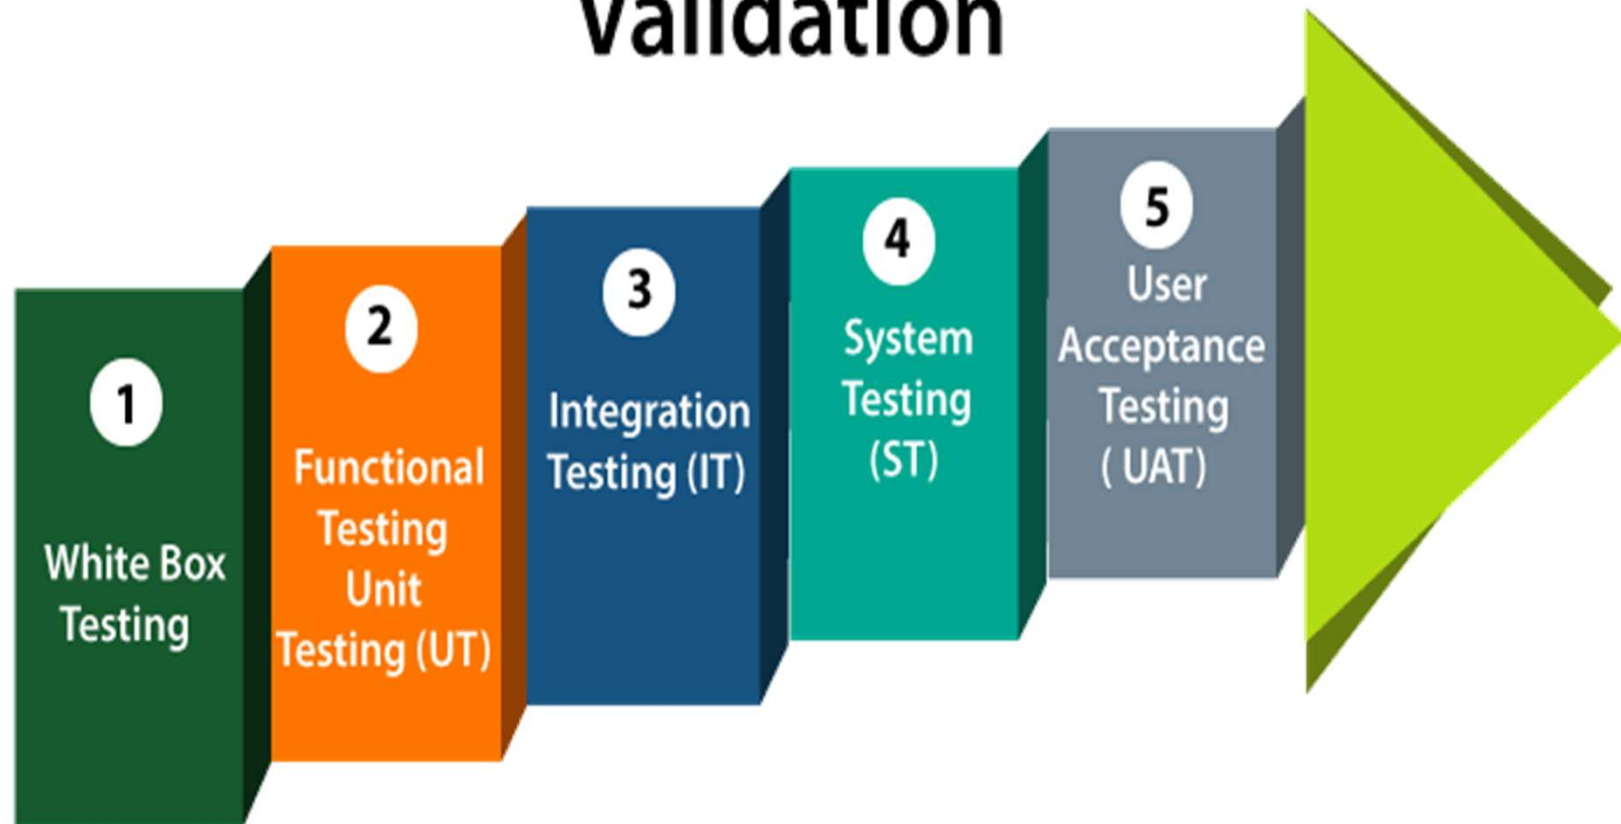 Validation
1
White Box
Testing
2
Functional
Testing
Unit
Testing (UT)
3
Integration
Testing (IT)
4
System
Testing
(ST)
5
User
Acceptance
Testing
( UAT)